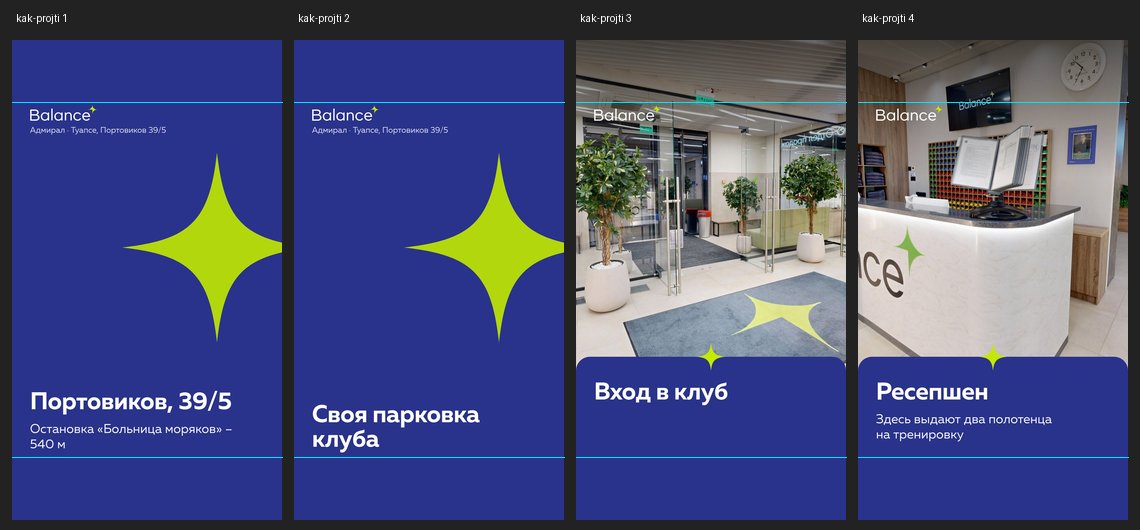 kak-projti 1
kak-projti 2
kak-projti 3
kak-projti 4
Balance
Адмирал · Туапсе, Портовиков 39/5
Портовиков, 39/5
Остановка «Больница моряков» –
540 м
Balance
Адмирал · Туапсе, Портовиков 39/5
Своя парковка
клуба
Balance
Вход в клуб
Balance
Balance
nce
Ресепшен
Здесь выдают два полотенца
на тренировку